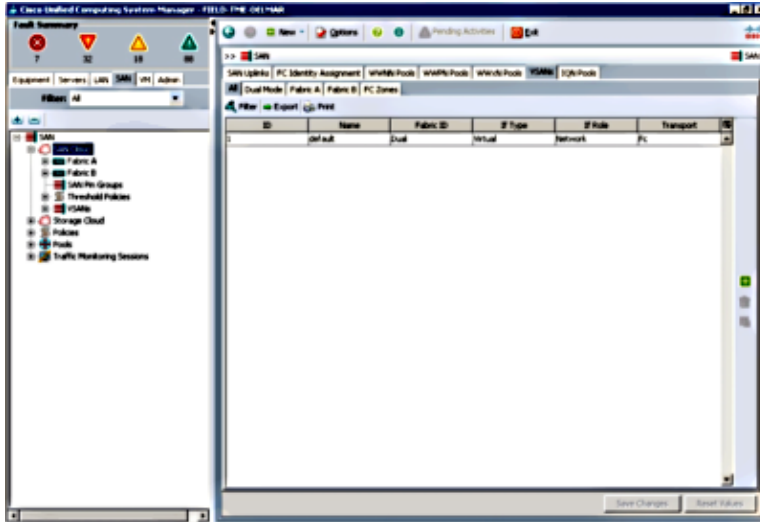 Cisco Unified Computing System Manager - FIELD-TME-DELMAR
Fault Summary
7 32 18 88
Equipment Servers LAN SAN VM Admin
Filter: All
SAN
SAN Cloud
Fabric A
Fabric B
SAN Pin Groups
Threshold Policies
VSANs
Storage Cloud
Policies
Pools
Traffic Monitoring Sessions
New Options Pending Activities Exit
>> SAN SAN
SAN Uplinks FC Identity Assignment WWNN Pools WWPN Pools WWxN Pools VSANs IQN Pools
All Dual Mode Fabric A Fabric B FC Zones
Filter Export Print
ID Name Fabric ID If Type If Role Transport
1 default Dual Virtual Network Fc
Save Changes Reset Values